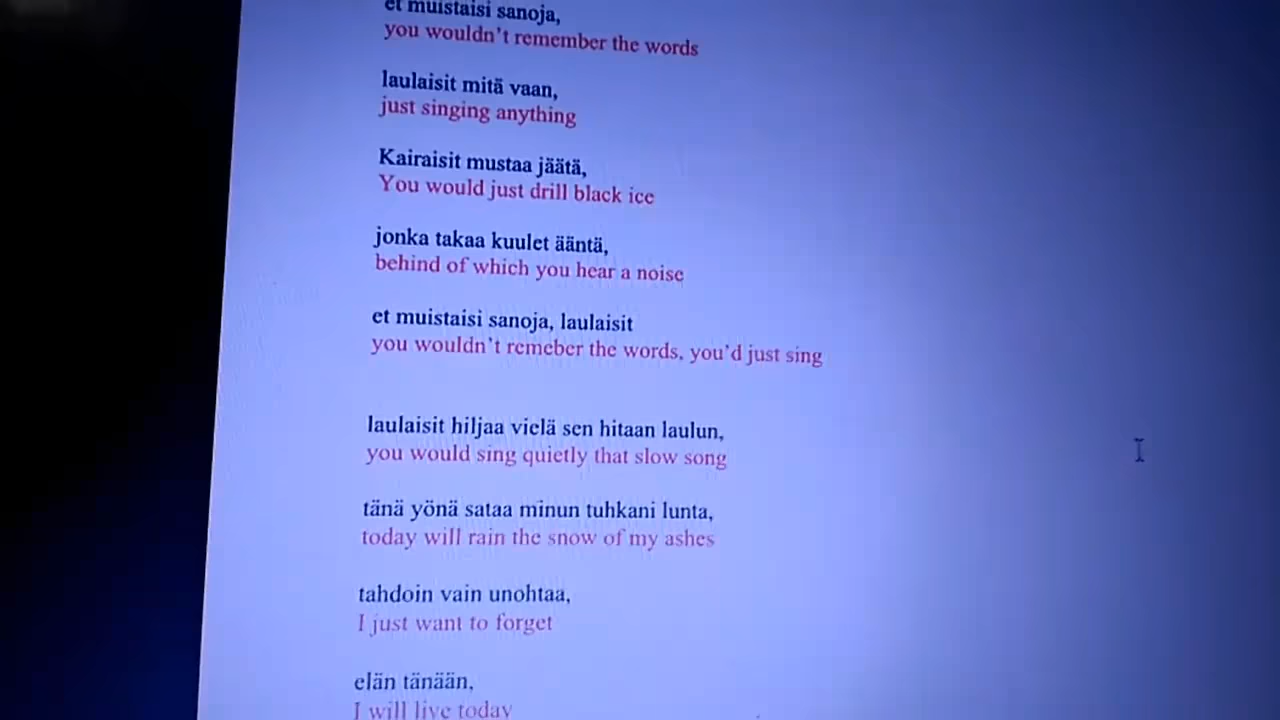 et muistaisi sanoja,
you wouldn't remember the words
laulaisit mitä vaan,
just singing anything
Kairaisit mustaa jäätä,
You would just drill black ice
jonka takaa kuulet ääntä,
behind of which you hear a noise
et muistaisi sanoja, laulaisit
you wouldn't remeber the words, you'd just sing
laulaisit hiljaa vielä sen hitaan laulun,
you would sing quietly that slow song
tänä yönä sataa minun tuhkani lunta,
today will rain the snow of my ashes
tahdoin vain unohtaa,
I just want to forget
elän tänään,
I will live today